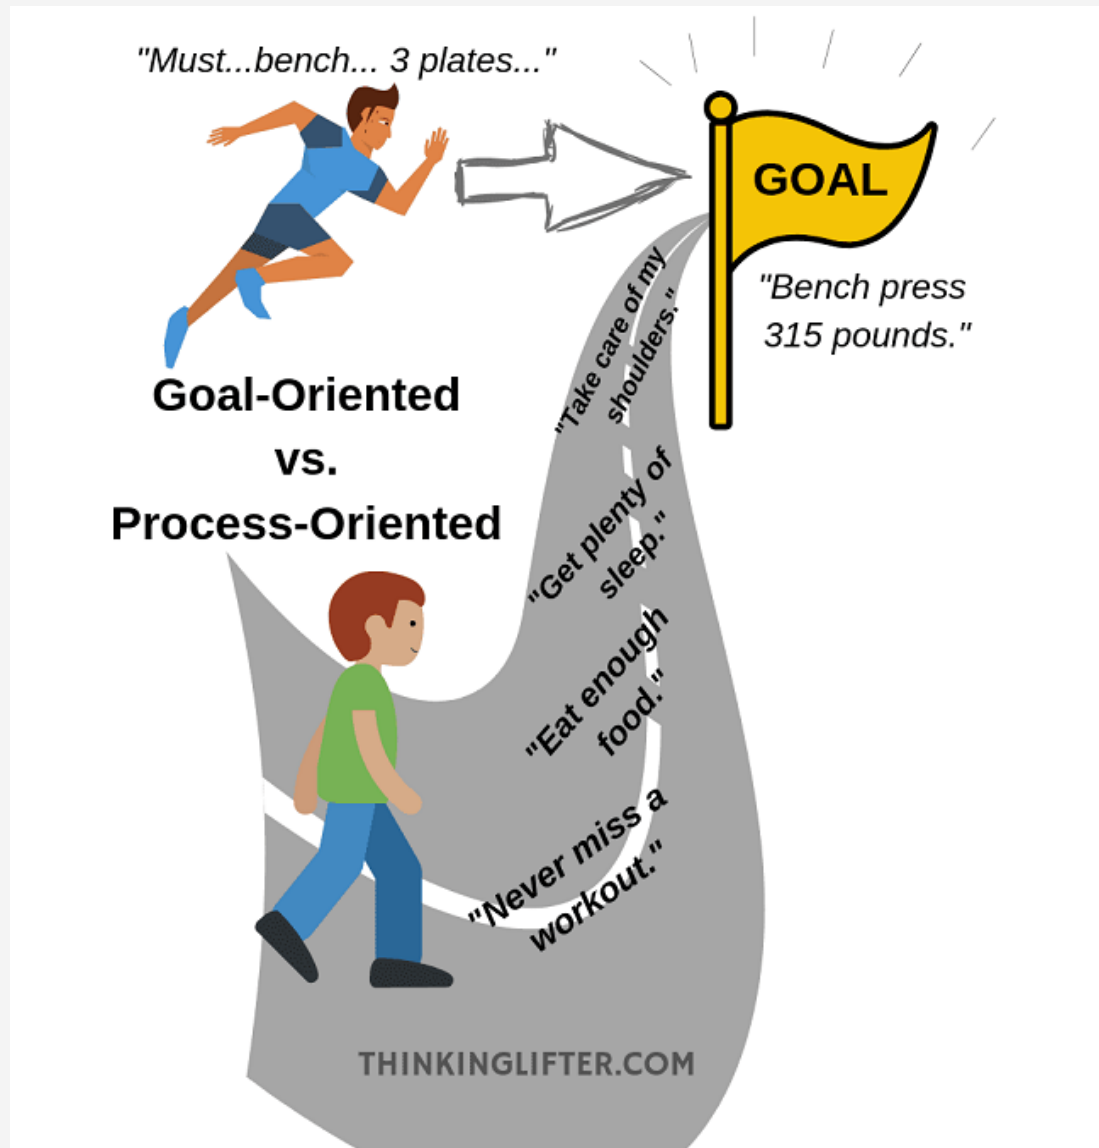 "Must...bench... 3 plates..."
GOAL
"Bench press
315 pounds."
Goal-Oriented
vs.
Process-Oriented
"Take care of my
shoulders."
"Get plenty of
sleep."
"Eat enough
food."
"Never miss a
workout."
THINKINGLIFTER.COM